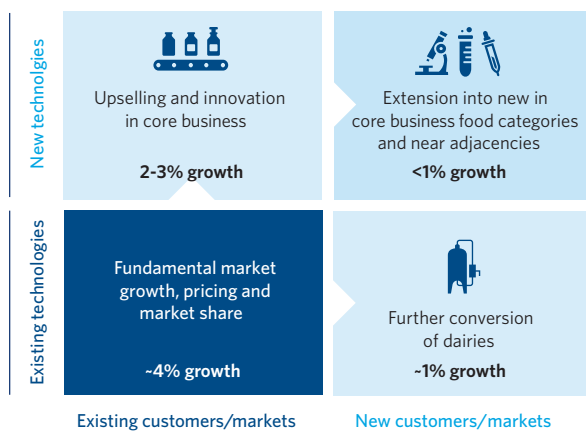 New technolgies
Upselling and innovation
in core business
2-3% growth
Extension into new in
core business food categories
and near adjacencies
<1% growth
Existing technologies
Fundamental market
growth, pricing and
market share
~4% growth
Further conversion
of dairies
~1% growth
Existing customers/markets
New customers/markets